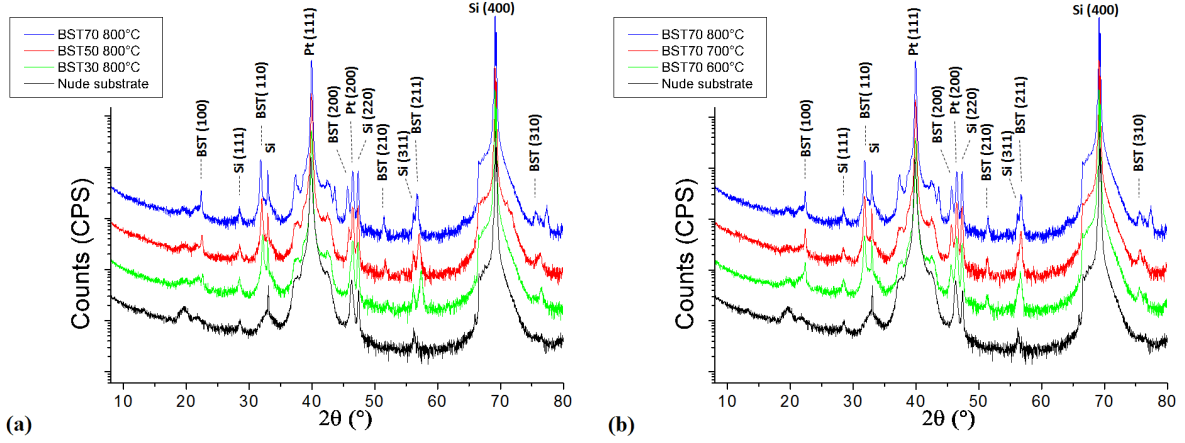 BST70 800°C
BST50 800°C
BST30 800°C
Nude substrate
BST (100)
Si (111)
BST( 110)
Si
Pt (111)
BST (200)
Pt (200)
Si (220)
BST (210)
Si (311)
BST (211)
Si (400)
BST (310)
Counts (CPS)
10 20 30 40 50 60 70 80
2θ (°)
(a)
BST70 800°C
BST70 700°C
BST70 600°C
Nude substrate
BST (100)
Si (111)
BST( 110)
Si
Pt (111)
BST (200)
Pt (200)
Si (220)
BST (210)
Si (311)
BST (211)
Si (400)
BST (310)
Counts (CPS)
10 20 30 40 50 60 70 80
2θ (°)
(b)